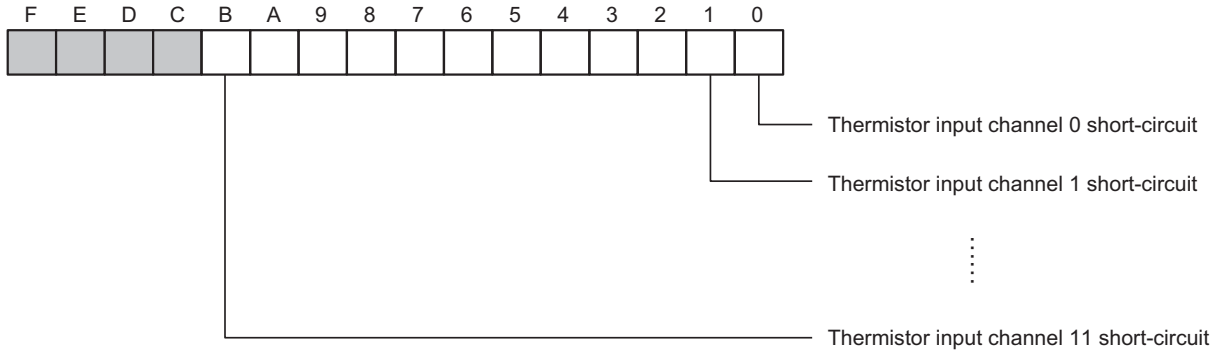 F E D C B A 9 8 7 6 5 4 3 2 1 0
Thermistor input channel 0 short-circuit
Thermistor input channel 1 short-circuit
Thermistor input channel 11 short-circuit